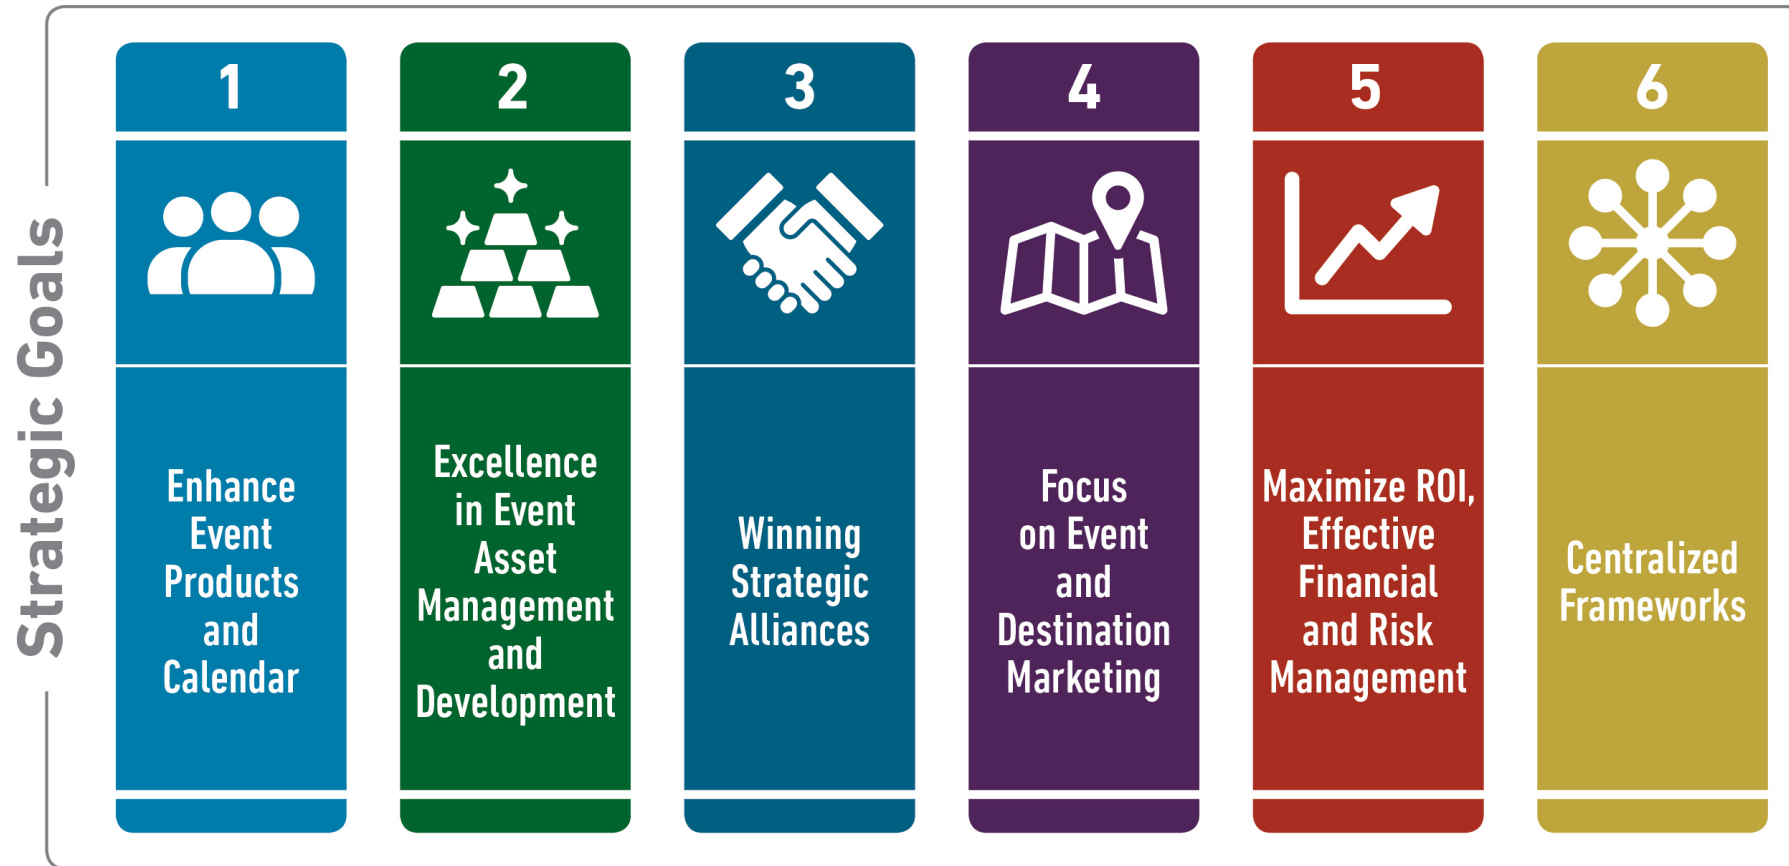 Strategic Goals
1
Enhance
Event
Products
and
Calendar
2
Excellence
in Event
Asset
Management
and
Development
3
Winning
Strategic
Alliances
4
Focus
on Event
and
Destination
Marketing
5
Maximize ROI,
Effective
Financial
and Risk
Management
6
Centralized
Frameworks